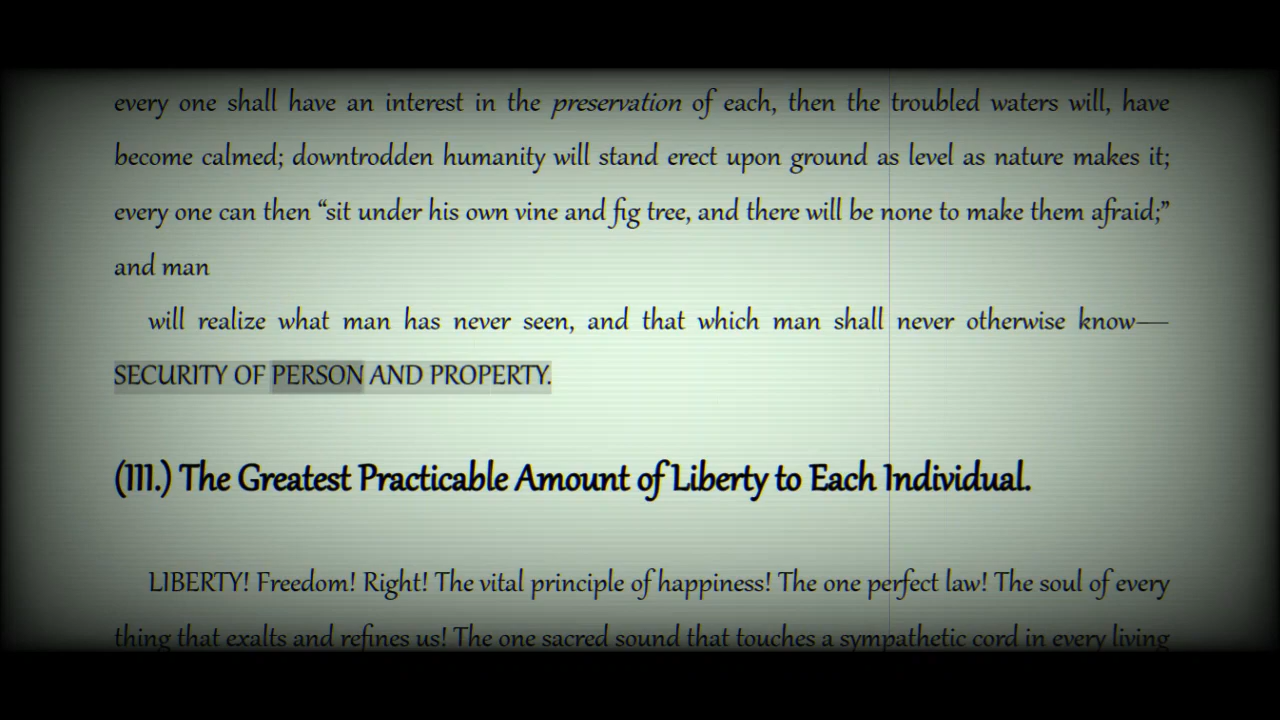 every one shall have an interest in the preservation of each, then the troubled waters will, have
become calmed; downtrodden humanity will stand erect upon ground as level as nature makes it;
every one can then “sit under his own vine and fig tree, and there will be none to make them afraid;”
and man
will realize what man has never seen, and that which man shall never otherwise know—
SECURITY OF PERSON AND PROPERTY.
(III.) The Greatest Practicable Amount of Liberty to Each Individual.
LIBERTY! Freedom! Right! The vital principle of happiness! The one perfect law! The soul of every
thing that exalts and refines us! The one sacred sound that touches a sympathetic cord in every living